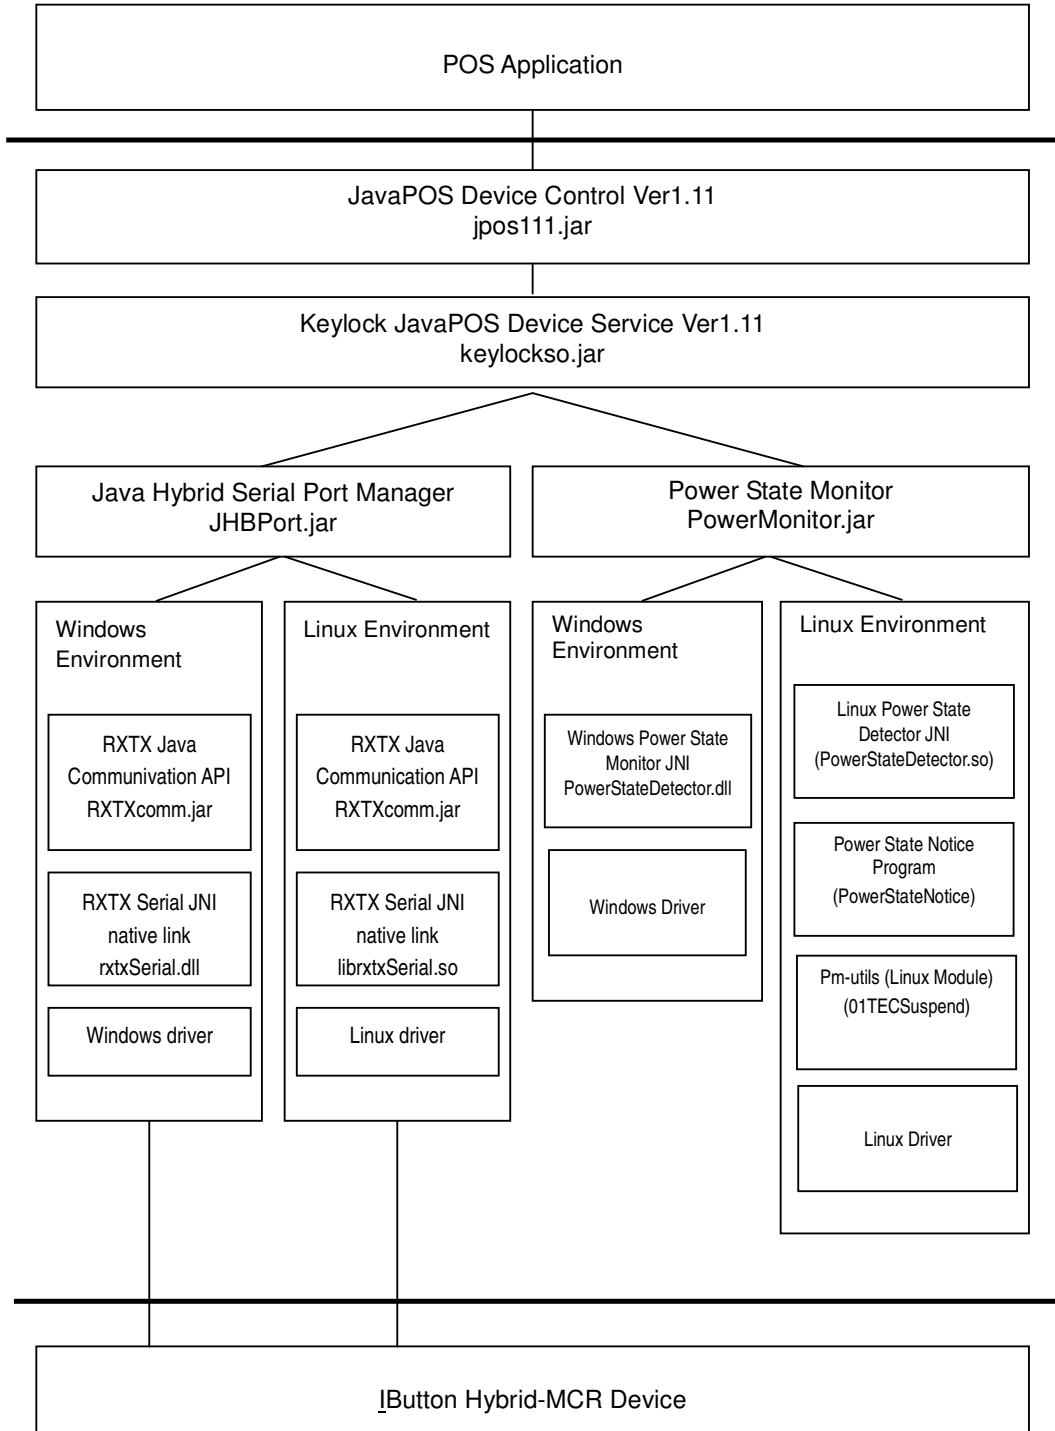 POS Application
JavaPOS Device Control Ver1.11
jpos111.jar
Keylock JavaPOS Device Service Ver1.11
keylockso.jar
Java Hybrid Serial Port Manager
JHBPort.jar
Power State Monitor
PowerMonitor.jar
Windows
Environment
RXTX Java
Communivation API
RXTXcomm.jar
RXTX Serial JNI
native link
rxtxSerial.dll
Windows driver
Linux Environment
RXTX Java
Communication API
RXTXcomm.jar
RXTX Serial JNI
native link
librxtxSerial.so
Linux driver
Windows
Environment
Windows Power State
Monitor JNI
PowerStateDetector.dll
Windows Driver
Linux Environment
Linux Power State
Detector JNI
(PowerStateDetector.so)
Power State Notice
Program
(PowerStateNotice)
Pm-utils (Linux Module)
(01TECSuspend)
Linux Driver
IButton Hybrid-MCR Device